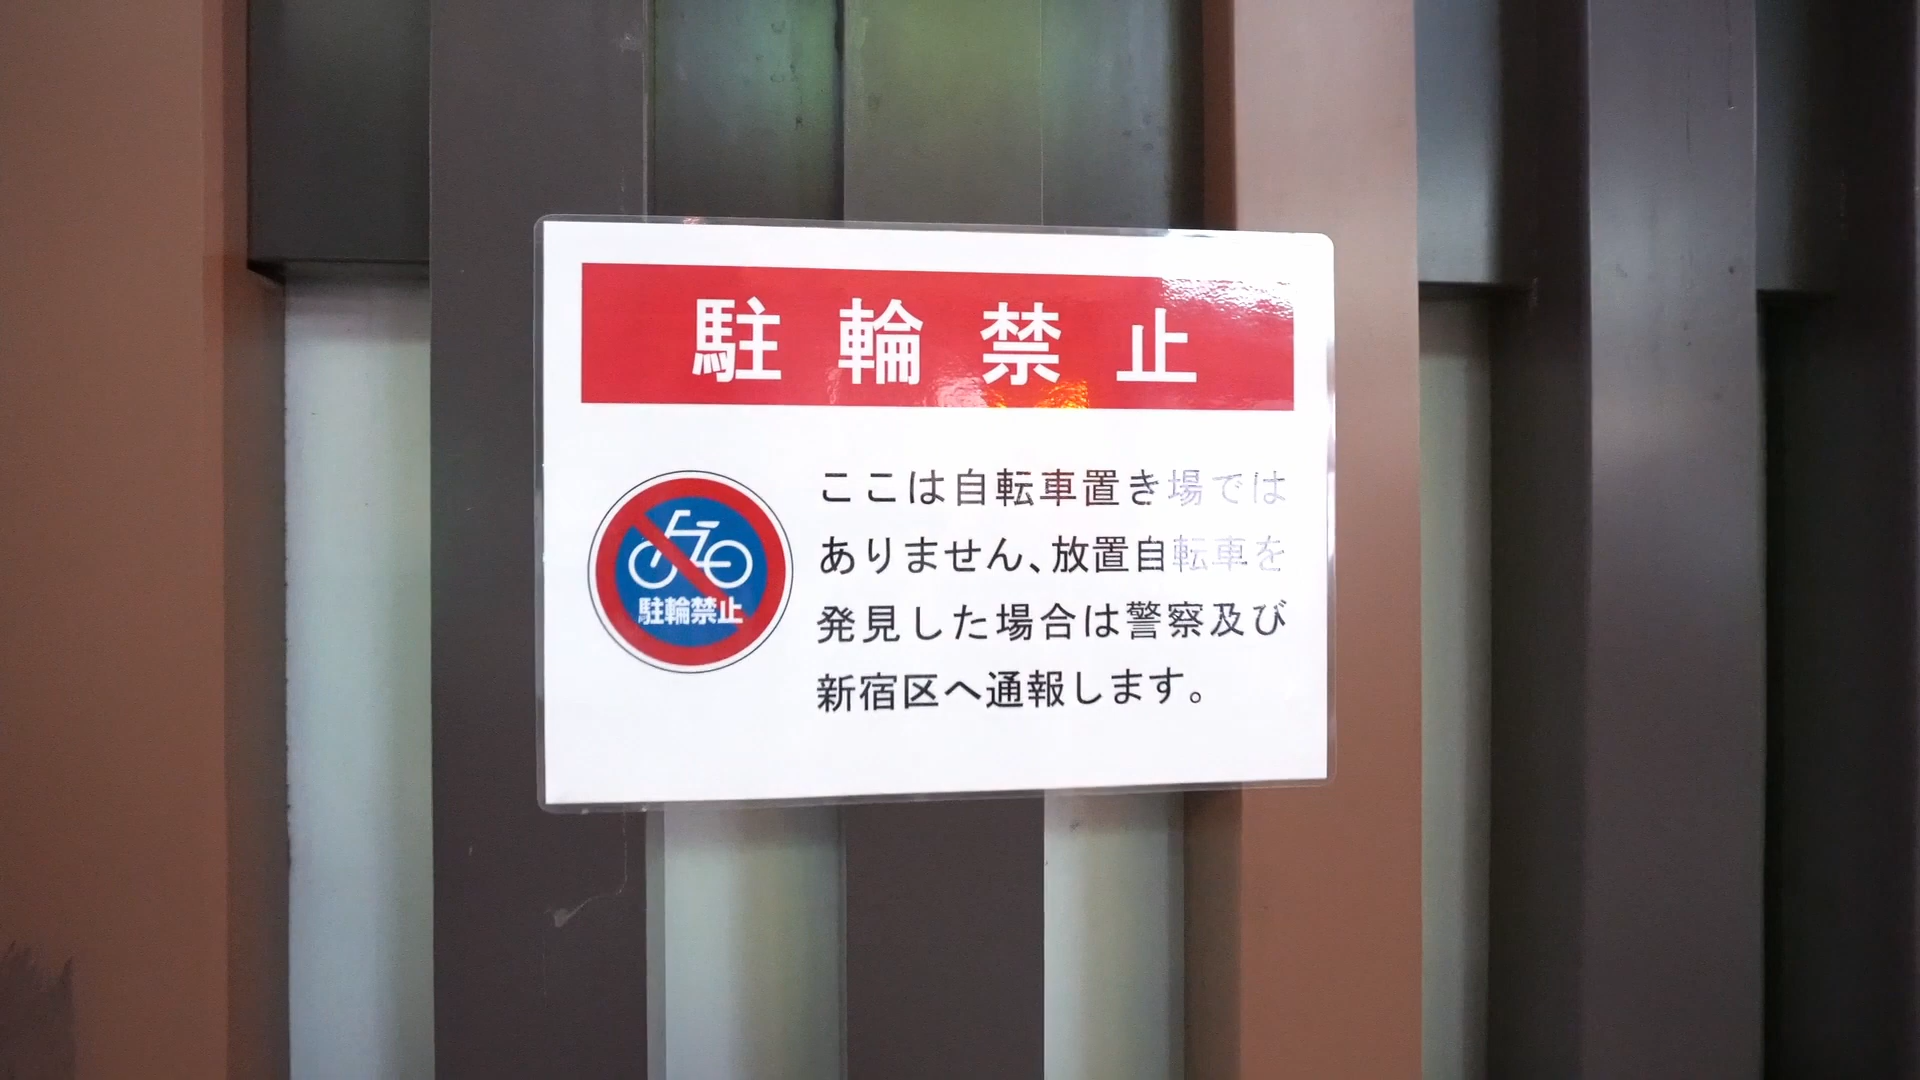 駐輪禁止
駐輪禁止
ここは自転車置き場では
ありません、放置自転車を
発見した場合は警察及び
新宿区へ通報します。